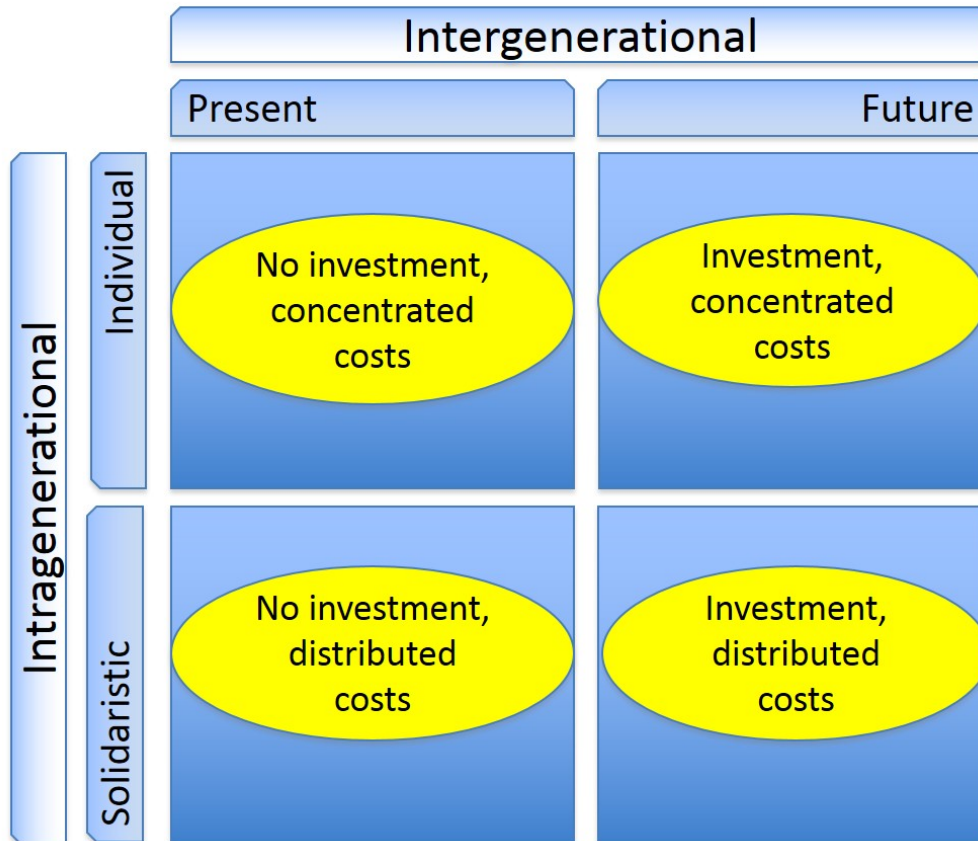 Intergenerational
Present
Future
Intragenerational
Individual
No investment,
concentrated
costs
Investment,
concentrated
costs
Solidaristic
No investment,
distributed
costs
Investment,
distributed
costs